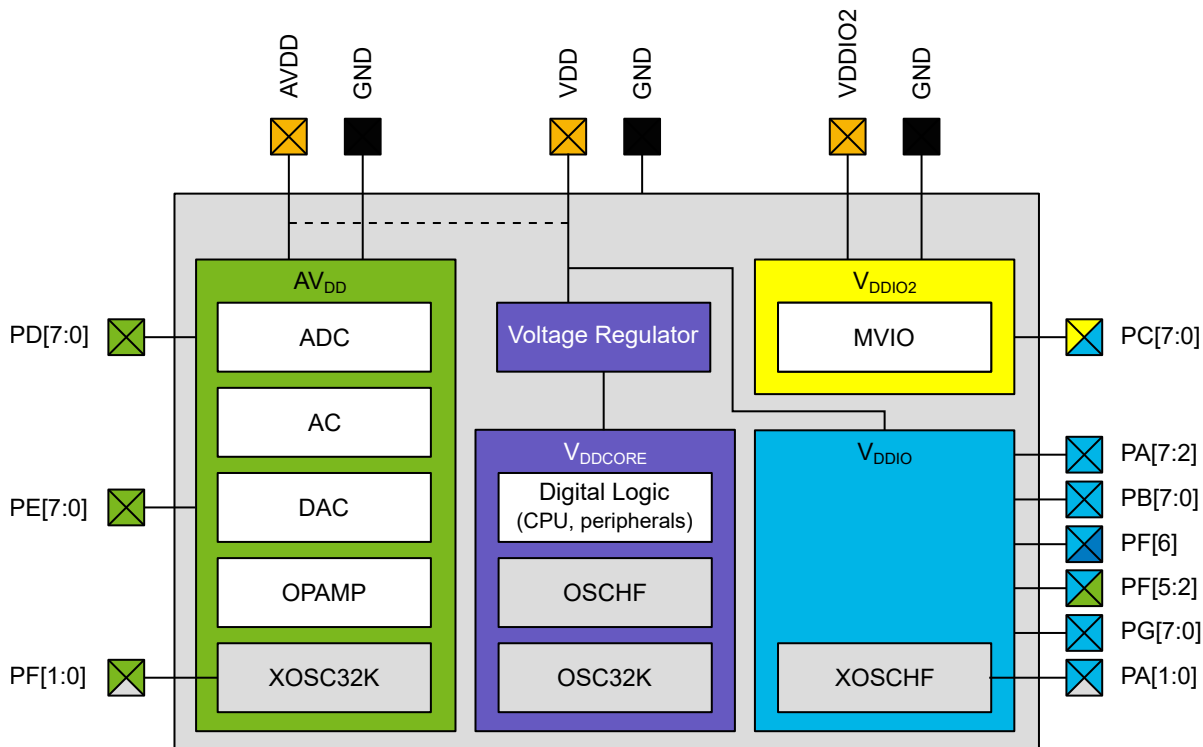 AVDD
GND
VDD
GND
VDDIO2
GND
AVDD
ADC
AC
DAC
OPAMP
XOSC32K
Voltage Regulator
VDDCORE
Digital Logic
(CPU, peripherals)
OSCHF
OSC32K
VDDIO2
MVIO
VDDIO
XOSCHF
PD[7:0]
PE[7:0]
PF[1:0]
PC[7:0]
PA[7:2]
PB[7:0]
PF[6]
PF[5:2]
PG[7:0]
PA[1:0]